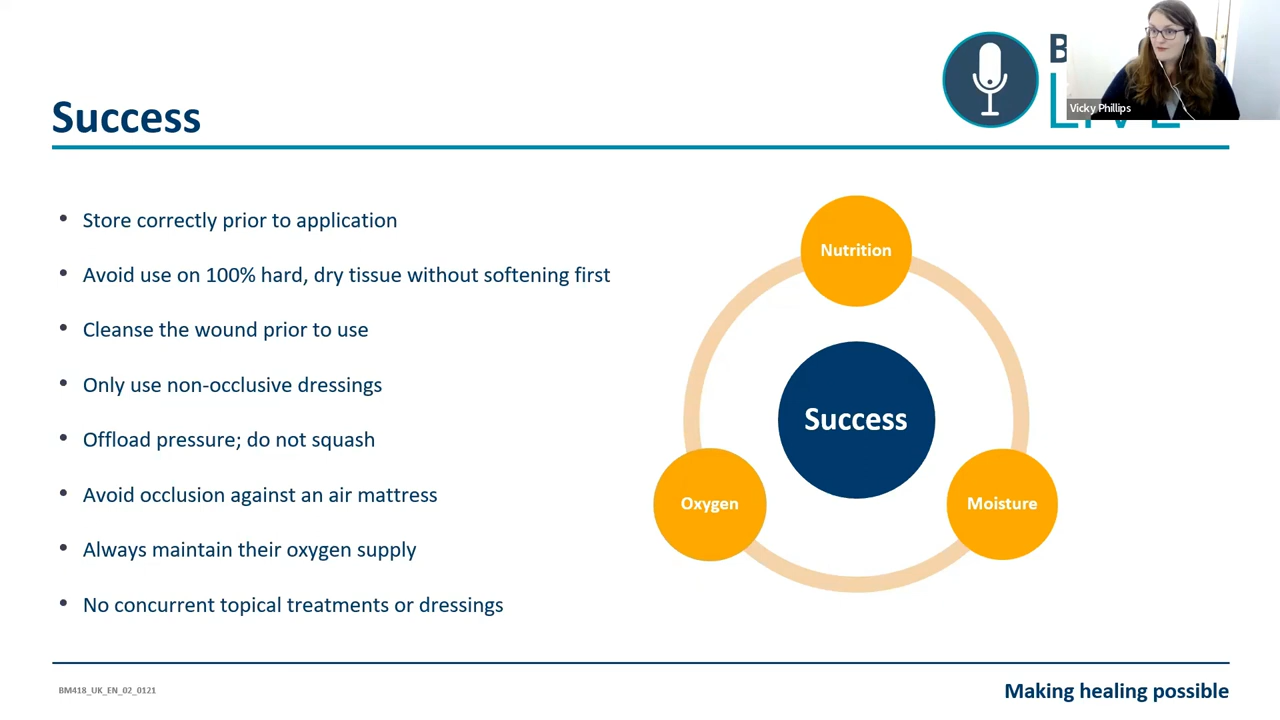 Success
Vicky Phillips
• Store correctly prior to application
• Avoid use on 100% hard, dry tissue without softening first
• Cleanse the wound prior to use
• Only use non-occlusive dressings
• Offload pressure; do not squash
• Avoid occlusion against an air mattress
• Always maintain their oxygen supply
• No concurrent topical treatments or dressings
Nutrition
Success
Oxygen
Moisture
BM418_UK_EN_02_0121
Making healing possible